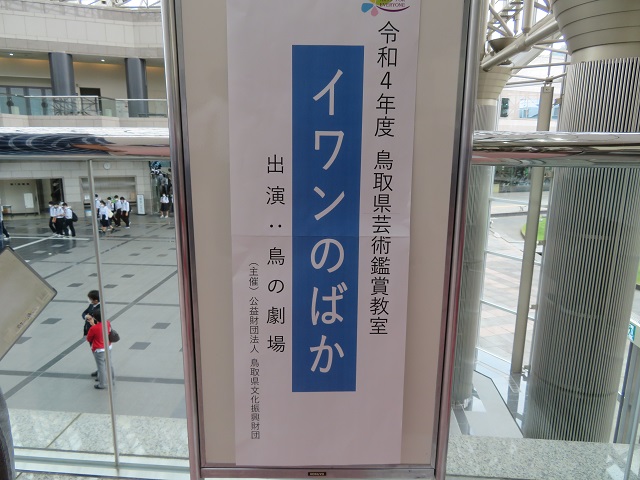 令和4年度 鳥取県芸術鑑賞教室
イワンのばか
出演：鳥の劇場
（主催）公益財団法人 鳥取県文化振興財団